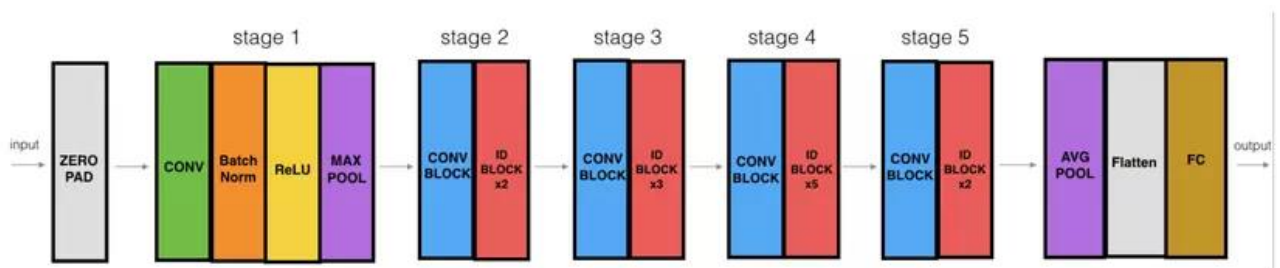 stage 1
stage 2
stage 3
stage 4
stage 5
input
ZERO
PAD
CONV
Batch
Norm
ReLU
MAX
POOL
CONV
BLOCK
ID
BLOCK
x2
CONV
BLOCK
ID
BLOCK
x3
CONV
BLOCK
ID
BLOCK
x5
CONV
BLOCK
ID
BLOCK
x2
AVG
POOL
Flatten
FC
output